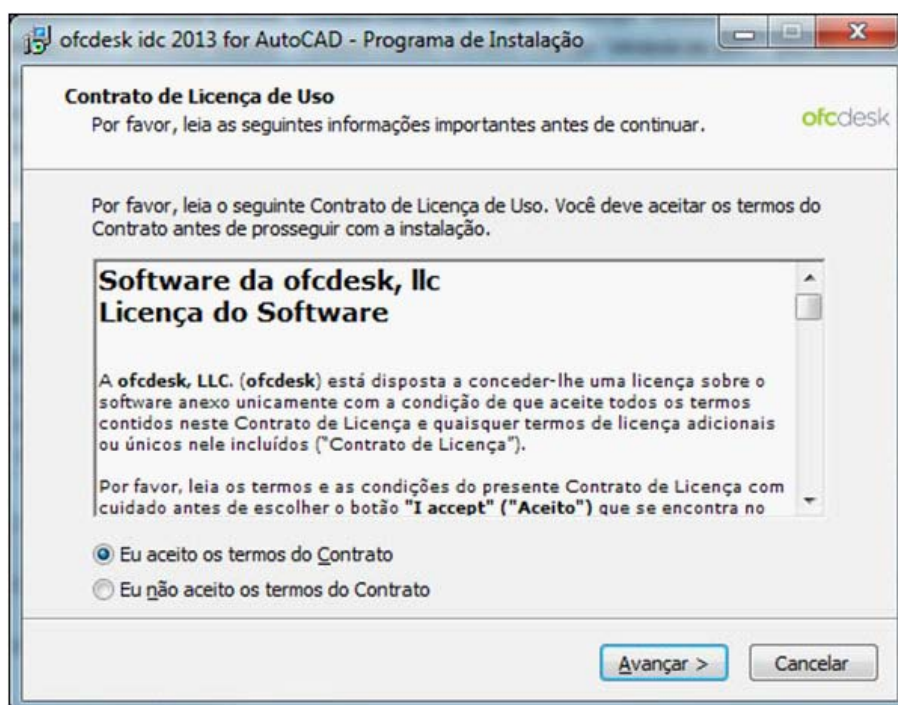 ofcdesk idc 2013 for AutoCAD - Programa de Instalação
Contrato de Licença de Uso
Por favor, leia as seguintes informações importantes antes de continuar.
ofcdesk
Por favor, leia o seguinte Contrato de Licença de Uso. Você deve aceitar os termos do
Contrato antes de prosseguir com a instalação.
Software da ofcdesk, llc
Licença do Software
A ofcdesk, LLC. (ofcdesk) está disposta a conceder-lhe uma licença sobre o
software anexo unicamente com a condição de que aceite todos os termos
contidos neste Contrato de Licença e quaisquer termos de licença adicionais
ou únicos nele incluídos ("Contrato de Licença").
Por favor, leia os termos e as condições do presente Contrato de Licença com
cuidado antes de escolher o botão "I accept" ("Aceito") que se encontra no
Eu aceito os termos do Contrato
Eu não aceito os termos do Contrato
Avançar >
Cancelar